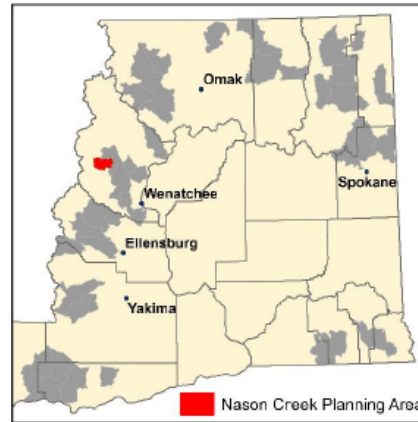 Omak
Spokane
Wenatchee
Ellensburg
Yakima
Nason Creek Planning Area